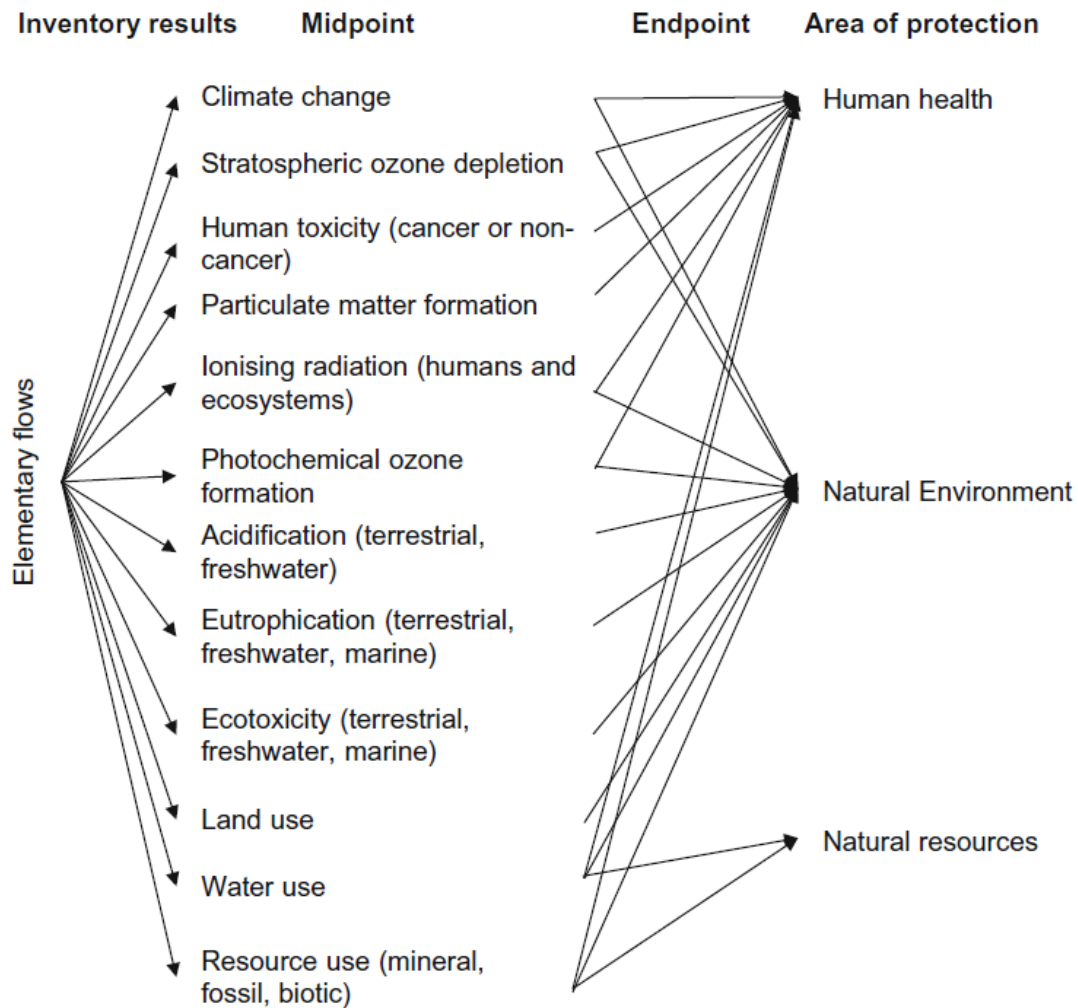 Inventory results Midpoint Endpoint Area of protection
Climate change
Human health
Stratospheric ozone depletion
Human toxicity (cancer or non-
cancer)
Particulate matter formation
Ionising radiation (humans and
ecosystems)
Elementary flows
Photochemical ozone
formation
Natural Environment
Acidification (terrestrial,
freshwater)
Eutrophication (terrestrial,
freshwater, marine)
Ecotoxicity (terrestrial,
freshwater, marine)
Land use
Natural resources
Water use
Resource use (mineral,
fossil, biotic)